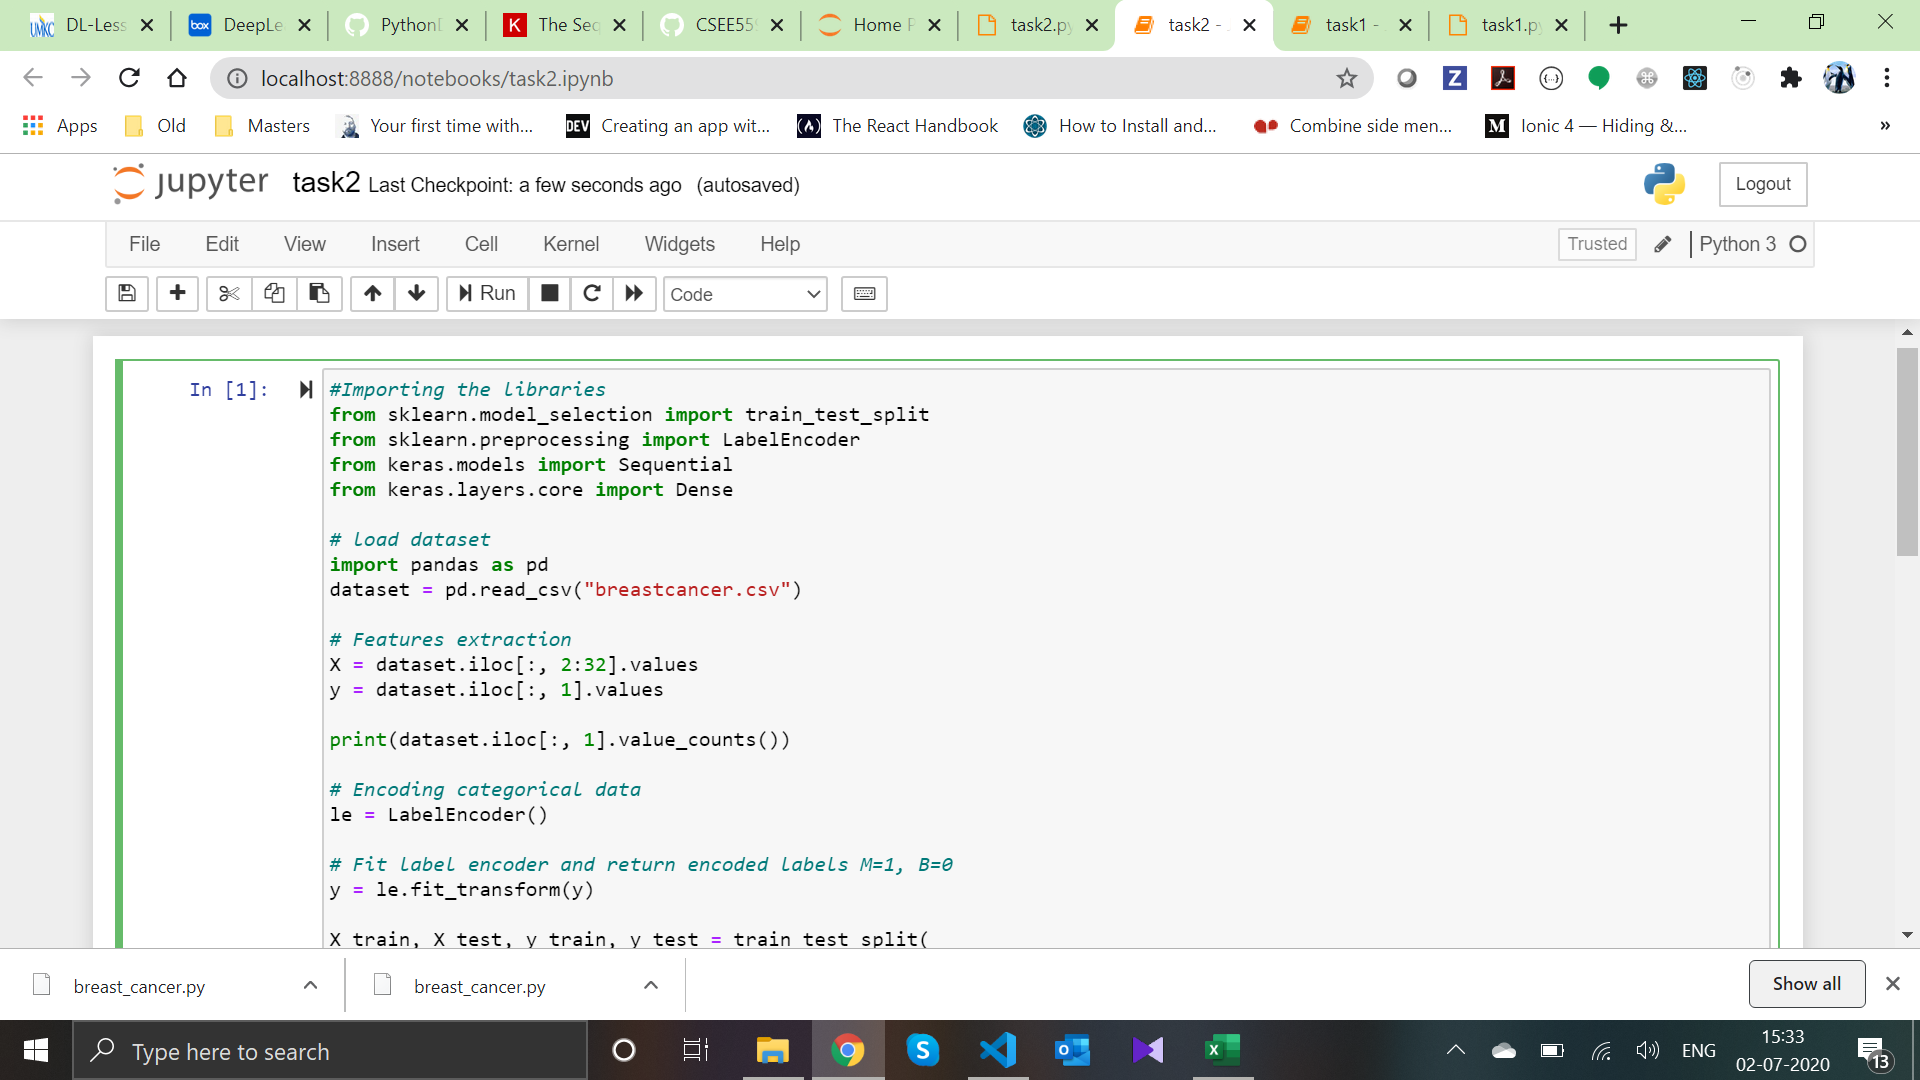 UMKC DL-Less
box DeepLe
Python
K The Seq
CSEE55
Home P
task2.py
task2 -
task1 -
task1.py
localhost:8888/notebooks/task2.ipynb
Apps Old Masters Your first time with... DEV Creating an app wit... The React Handbook How to Install and... Combine side men... M Ionic 4 — Hiding &... »
jupyter task2 Last Checkpoint: a few seconds ago (autosaved) Logout
File Edit View Insert Cell Kernel Widgets Help Trusted Python 3
Run Code
In [1]:
#Importing the libraries
from sklearn.model_selection import train_test_split
from sklearn.preprocessing import LabelEncoder
from keras.models import Sequential
from keras.layers.core import Dense
# load dataset
import pandas as pd
dataset = pd.read_csv("breastcancer.csv")
# Features extraction
X = dataset.iloc[:, 2:32].values
y = dataset.iloc[:, 1].values
print(dataset.iloc[:, 1].value_counts())
# Encoding categorical data
le = LabelEncoder()
# Fit label encoder and return encoded labels M=1, B=0
y = le.fit_transform(y)
X_train, X_test, y_train, y_test = train_test_split(
breast_cancer.py breast_cancer.py Show all
Type here to search
ENG
15:33
02-07-2020
13